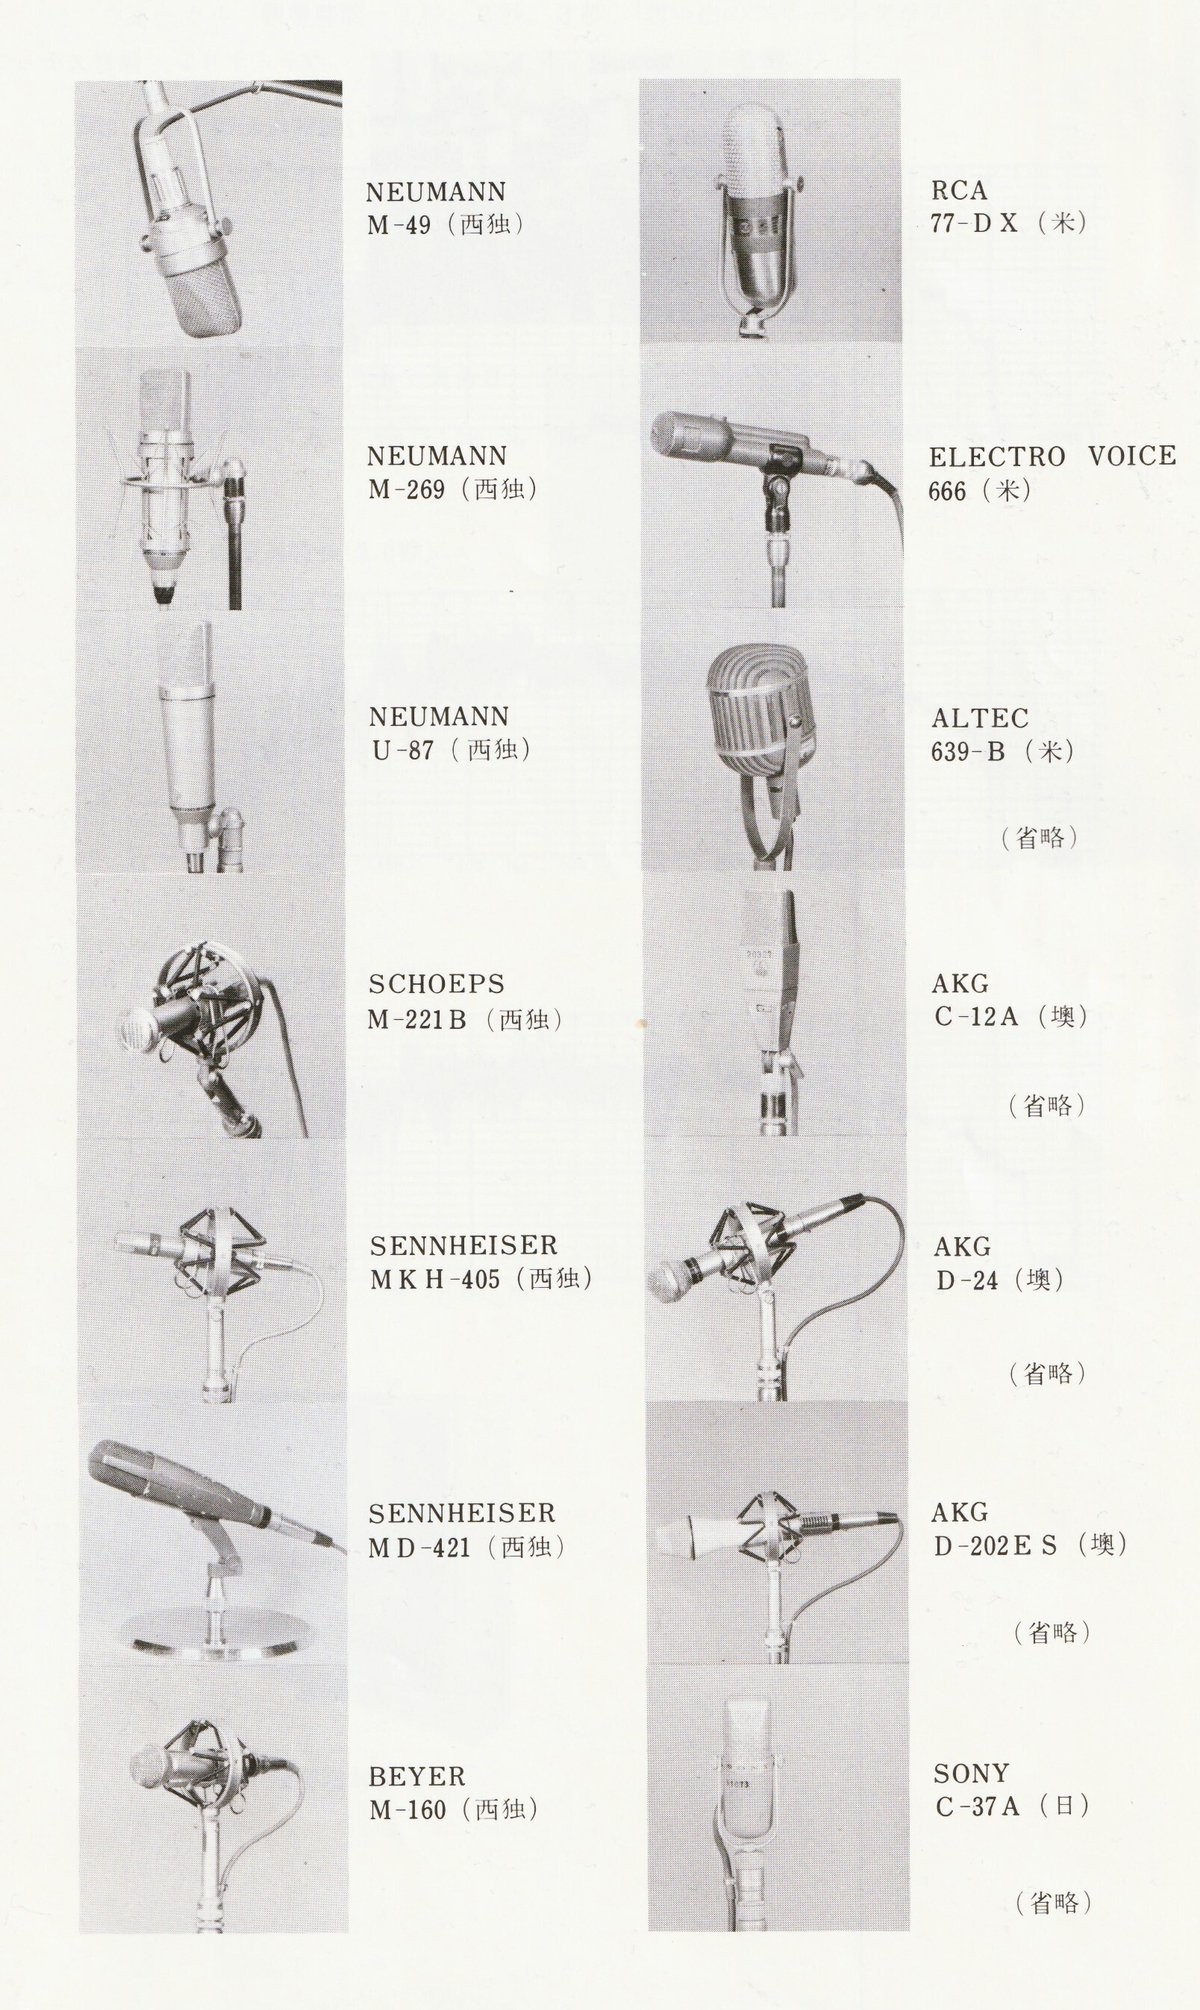 NEUMANN
M-49（西独）
NEUMANN
M-269（西独）
NEUMANN
U-87（西独）
SCHOEPS
M-221B（西独）
SENNHEISER
MKH-405（西独）
SENNHEISER
MD-421（西独）
BEYER
M-160（西独）
RCA
77-DX（米）
ELECTRO VOICE
666（米）
ALTEC
639-B（米）
（省略）
AKG
C-12A（墺）
（省略）
AKG
D-24（墺）
（省略）
AKG
D-202ES（墺）
（省略）
SONY
C-37A（日）
（省略）